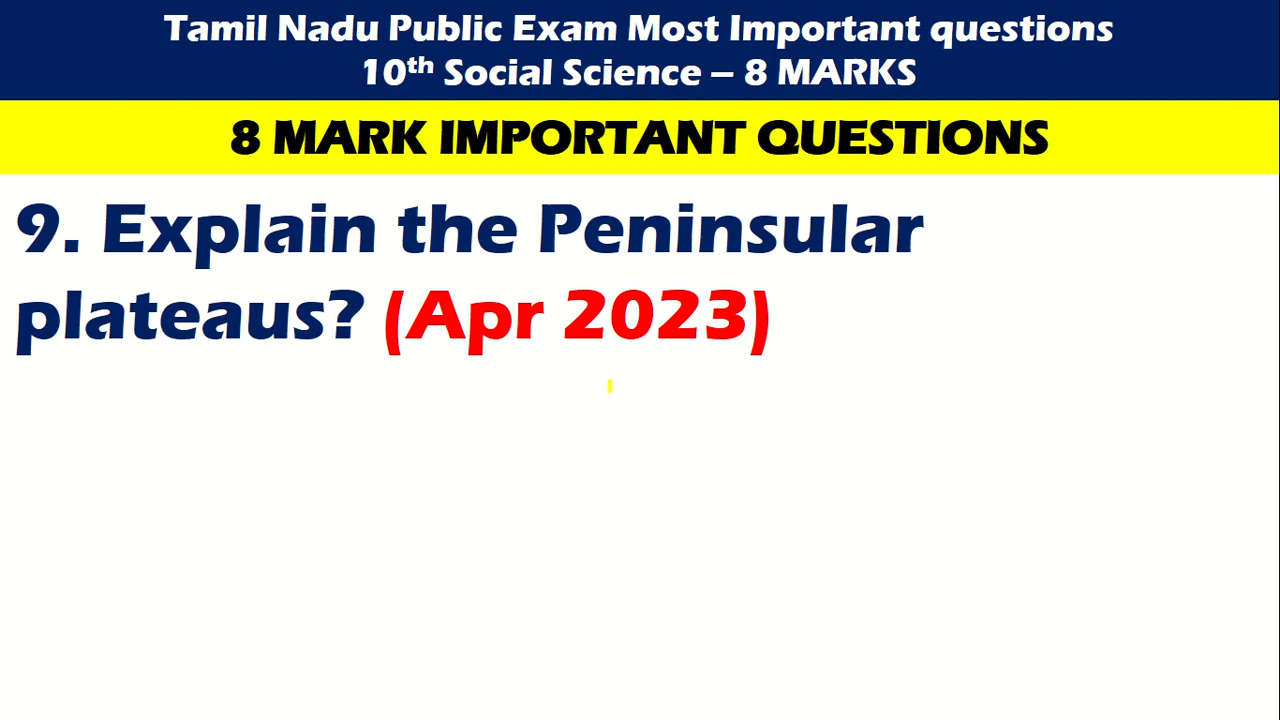 Tamil Nadu Public Exam Most Important questions
10th Social Science – 8 MARKS
8 MARK IMPORTANT QUESTIONS
9. Explain the Peninsular
plateaus? (Apr 2023)